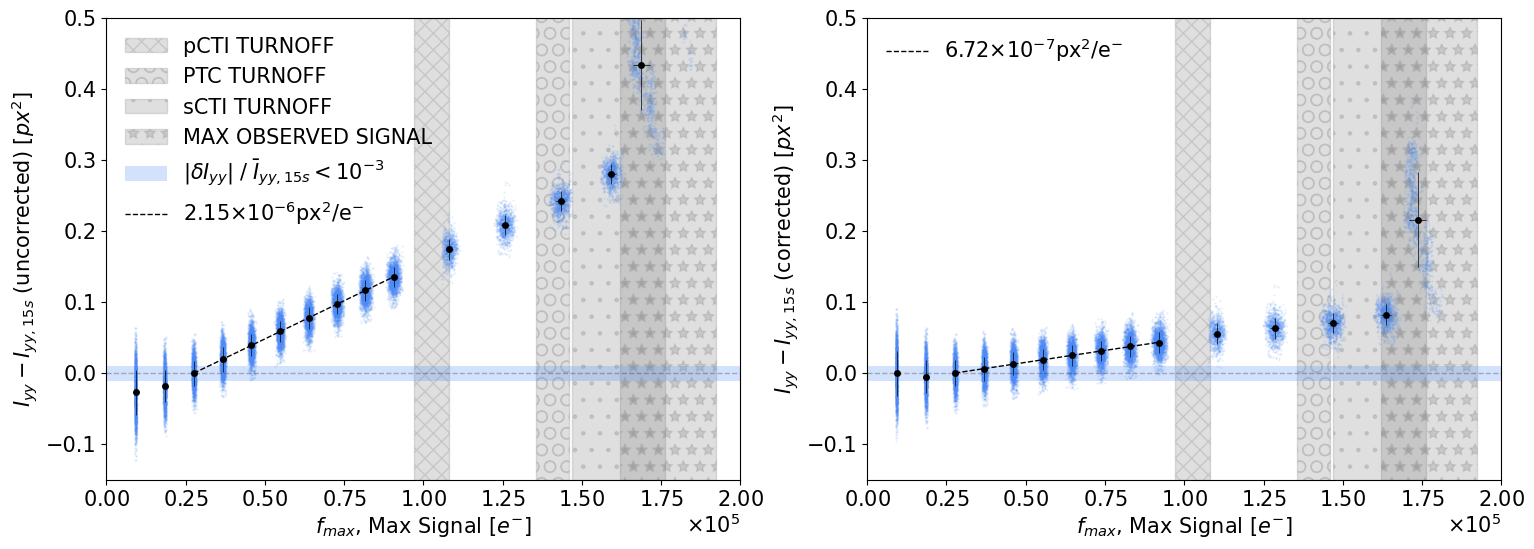 0.5
0.4
0.3
0.2
0.1
0.0
−0.1
I_yy − I_yy,15s (uncorrected) [px²]
pCTI TURNOFF
PTC TURNOFF
sCTI TURNOFF
MAX OBSERVED SIGNAL
|δI_yy| / Ī_yy,15s < 10⁻³
2.15×10⁻⁶px²/e⁻
0.00 0.25 0.50 0.75 1.00 1.25 1.50 1.75 2.00
×10⁵
f_max, Max Signal [e⁻]
0.5
0.4
0.3
0.2
0.1
0.0
−0.1
I_yy − I_yy,15s (corrected) [px²]
6.72×10⁻⁷px²/e⁻
0.00 0.25 0.50 0.75 1.00 1.25 1.50 1.75 2.00
×10⁵
f_max, Max Signal [e⁻]